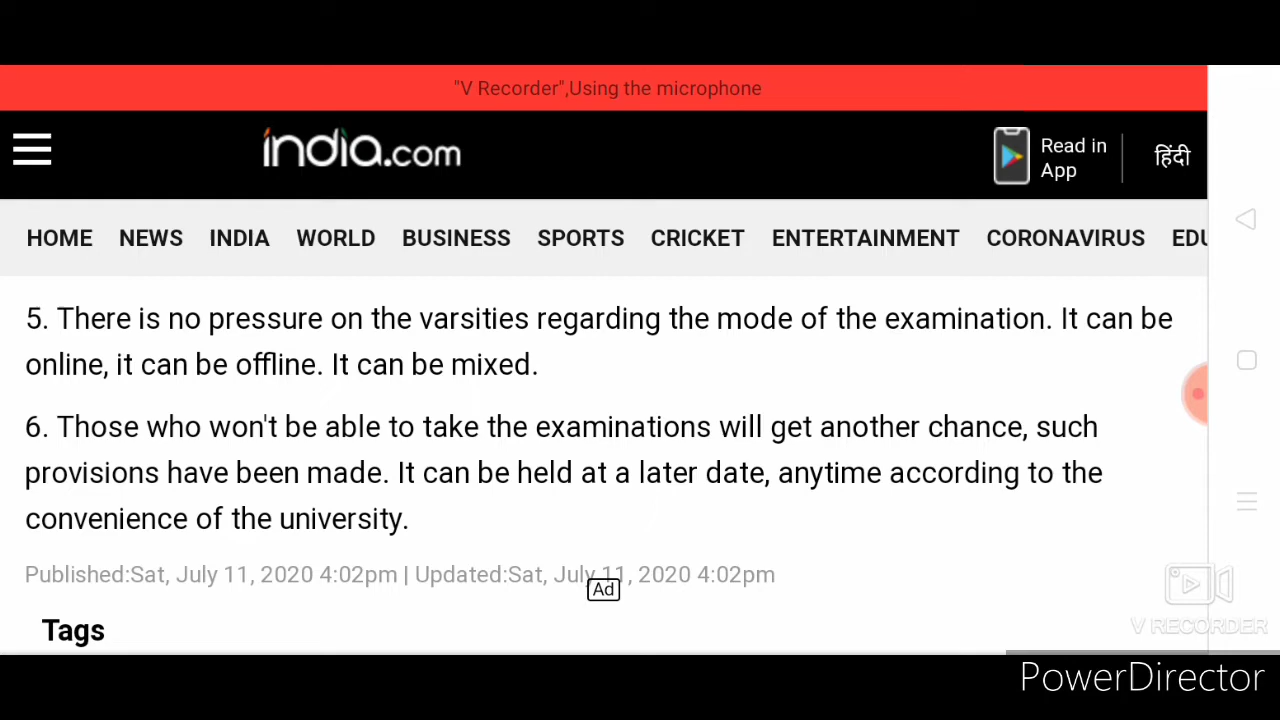 "V Recorder",Using the microphone
india.com
Read in
App
हिंदी
HOME NEWS INDIA WORLD BUSINESS SPORTS CRICKET ENTERTAINMENT CORONAVIRUS EDU
5. There is no pressure on the varsities regarding the mode of the examination. It can be
online, it can be offline. It can be mixed.
6. Those who won't be able to take the examinations will get another chance, such
provisions have been made. It can be held at a later date, anytime according to the
convenience of the university.
Published:Sat, July 11, 2020 4:02pm | Updated:Sat, July 11, 2020 4:02pm
Ad
Tags
V RECORDER
PowerDirector